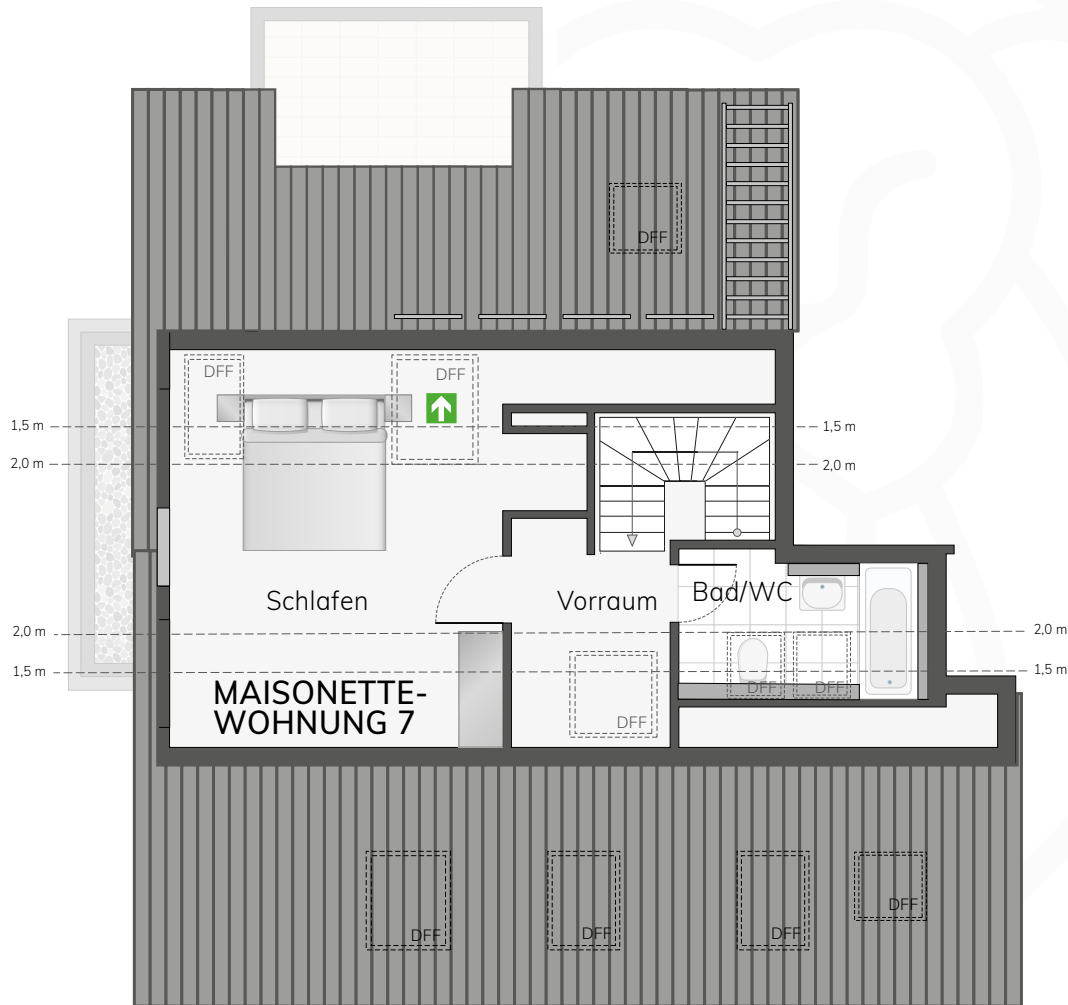 DFF
DFF
DFF
1,5 m
1,5 m
2,0 m
2,0 m
Schlafen
Vorraum
Bad/WC
2,0 m
2,0 m
1,5 m
1,5 m
MAISONETTE-
WOHNUNG 7
DFF
DFF
DFF
DFF
DFF
DFF
DFF